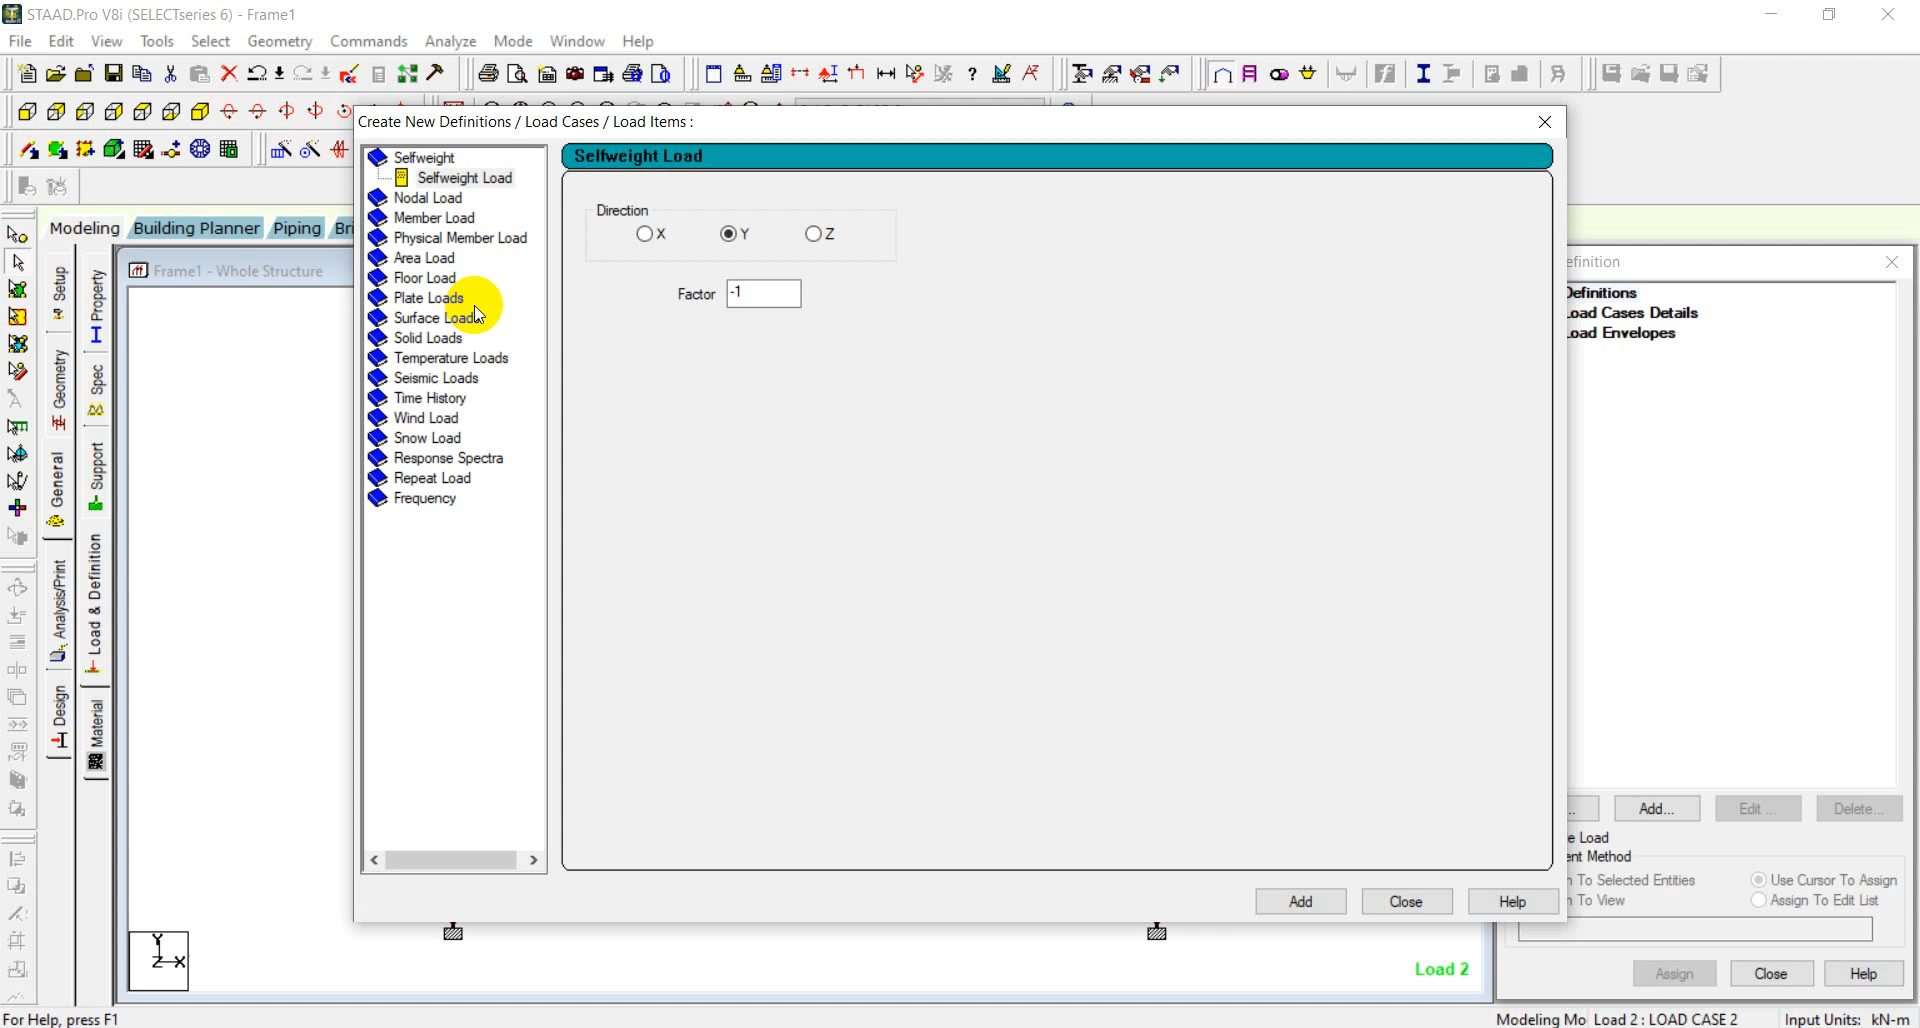 STAAD.Pro V8i (SELECTseries 6) - Frame1
File Edit View Tools Select Geometry Commands Analyze Mode Window Help
Create New Definitions / Load Cases / Load Items :
Selfweight
Selfweight Load
Nodal Load
Member Load
Physical Member Load
Area Load
Floor Load
Plate Loads
Surface Loads
Solid Loads
Temperature Loads
Seismic Loads
Time History
Wind Load
Snow Load
Response Spectra
Repeat Load
Frequency
Selfweight Load
Direction
X Y Z
Factor -1
Add Close Help
Modeling Building Planner Piping Bri
Frame1 - Whole Structure
Setup
Geometry
General
Analysis/Print
Design
Property
Spec
Support
Load & Definition
Material
efinition
Definitions
oad Cases Details
oad Envelopes
... Add... Edit ... Delete...
e Load
ent Method
To Selected Entities Use Cursor To Assign
To View Assign To Edit List
Assign Close Help
Y
Z X
Load 2
For Help, press F1 Modeling Mo Load 2 : LOAD CASE 2 Input Units: kN-m